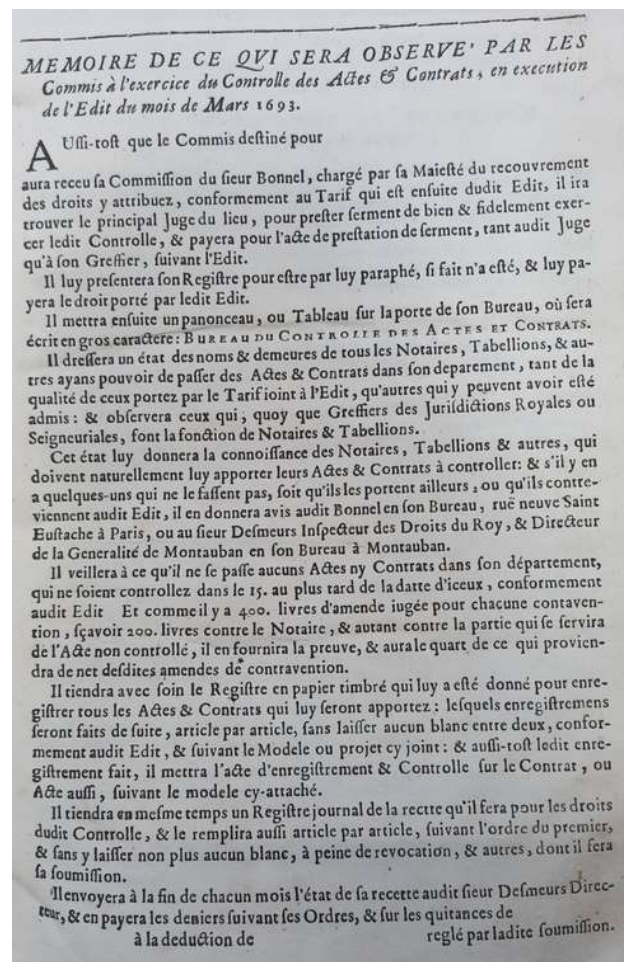 MEMOIRE DE CE QVI SERA OBSERVE' PAR LES
Commis à l'exercice du Controlle des Actes & Contrats, en execution
de l'Edit du mois de Mars 1693.
AUſſi-toſt que le Commis deſtiné pour
aura receu ſa Commiſſion du ſieur Bonnel, chargé par ſa Maieſté du recouvrement
des droits y attribuez, conformement au Tarif qui eſt enſuite dudit Edit, il ira
trouver le principal Juge du lieu, pour preſter ſerment de bien & fidelement exer-
cer ledit Controlle, & payera pour l'acte de preſtation de ſerment, tant audit Juge
qu'à ſon Greffier, ſuivant l'Edit.
Il luy preſentera ſon Regiſtre pour eſtre par luy paraphé, ſi fait n'a eſté, & luy pa-
yera le droit porté par ledit Edit.
Il mettra enſuite un panonceau, ou Tableau ſur la porte de ſon Bureau, où ſera
écrit en gros caractere: BUREAU DU CONTROLLE DES ACTES ET CONTRATS.
Il dreſſera un état des noms & demeures de tous les Notaires, Tabellions, & au-
tres ayans pouvoir de paſſer des Actes & Contrats dans ſon deparement, tant de la
qualité de ceux portez par le Tarif joint à l'Edit, qu'autres qui y peuvent avoir eſté
admis: & obſervera ceux qui, quoy que Greffiers des Juriſdictions Royales ou
Seigneuriales, font la fonction de Notaires & Tabellions.
Cet état luy donnera la connoiſſance des Notaires, Tabellions & autres, qui
doivent naturellement luy apporter leurs Actes & Contrats à controller: & s'il y en
a quelques-uns qui ne le faſſent pas, ſoit qu'ils les portent ailleurs, ou qu'ils contre-
viennent audit Edit, il en donnera avis audit Bonnel en ſon Bureau, ruë neuve Saint
Euſtache à Paris, ou au ſieur Deſmeurs Inſpecteur des Droits du Roy, & Directeur
de la Generalité de Montauban en ſon Bureau à Montauban.
Il veillera à ce qu'il ne ſe paſſe aucuns Actes ny Contrats dans ſon département,
qui ne ſoient controllez dans le 15. au plus tard de la datte d'iceux, conformement
audit Edit Et comme il y a 400. livres d'amende iugée pour chacune contaven-
tion, ſçavoir 200. livres contre le Notaire, & autant contre la partie qui ſe ſervira
de l'Acte non controllé, il en fournira la preuve, & aura le quart de ce qui provien-
dra de net deſdites amendes de contravention.
Il tiendra avec ſoin le Regiſtre en papier timbré qui luy a eſté donné pour enre-
giſtrer tous les Actes & Contrats qui luy ſeront apportez: leſquels enregiſtremens
ſeront faits de ſuite, article par article, ſans laiſſer aucun blanc entre deux, confor-
mement audit Edit, & ſuivant le Modele ou projet cy joint: & auſſi-toſt ledit enre-
giſtrement fait, il mettra l'acte d'enregiſtrement & Controlle ſur le Contrat, ou
Acte auſſi, ſuivant le modele cy-attaché.
Il tiendra en meſme temps un Regiſtre journal de la rectte qu'il fera pour les droits
dudit Controlle, & le remplira auſſi article par article, ſuivant l'ordre du premier,
& ſans y laiſſer non plus aucun blanc, à peine de revocation, & autres, dont il fera
ſa ſoumiſſion.
Il envoyera à la fin de chacun mois l'état de ſa recette audit ſieur Deſmeurs Direc-
teur, & en payera les deniers ſuivant ſes Ordres, & ſur les quitances de
à la deduction de reglé par ladite ſoumiſſion.